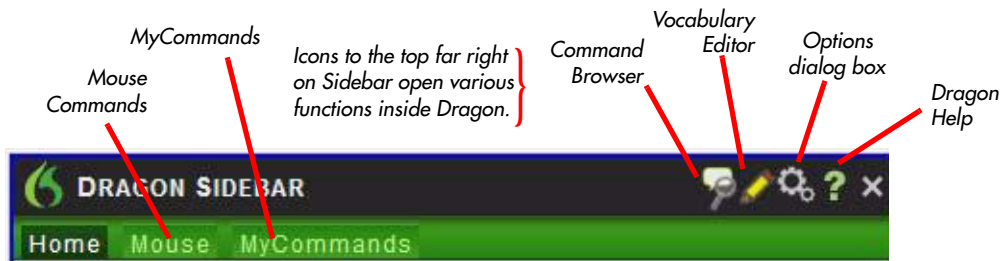 MyCommands
Mouse
Commands
Icons to the top far right
on Sidebar open various
functions inside Dragon.
Command
Browser
Vocabulary
Editor
Options
dialog box
Dragon
Help
DRAGON SIDEBAR
Home Mouse MyCommands